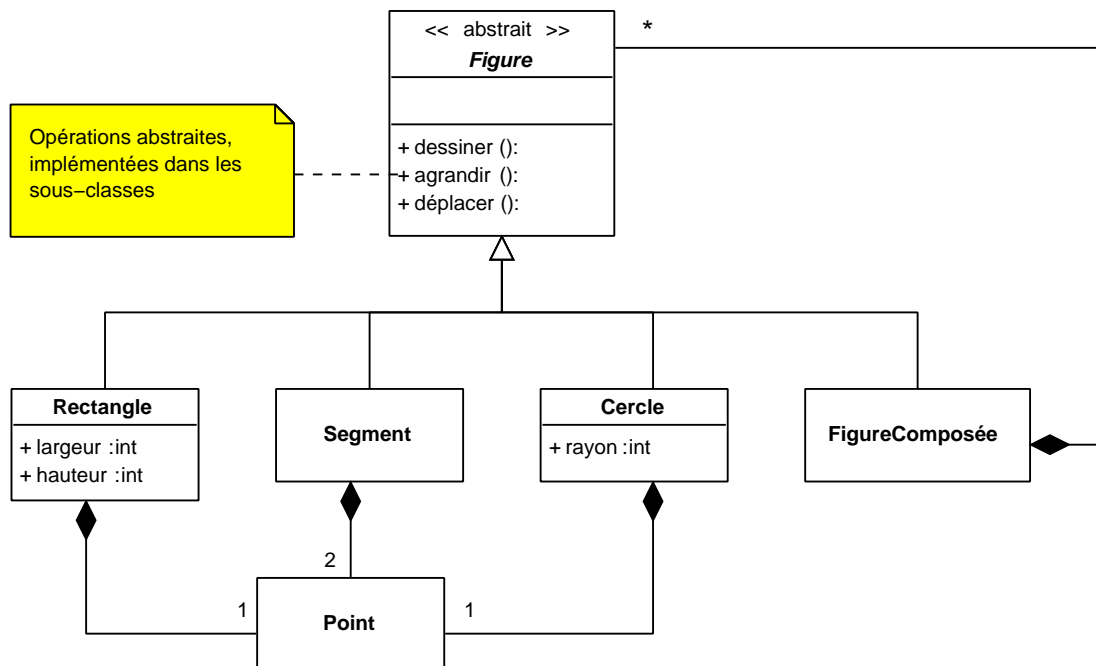 << abstrait >>
*
Figure
Opérations abstraites,
implémentées dans les
sous-classes
+ dessiner ():
+ agrandir ():
+ déplacer ():
Rectangle
+ largeur :int
+ hauteur :int
Segment
Cercle
+ rayon :int
FigureComposée
2
1
1
Point